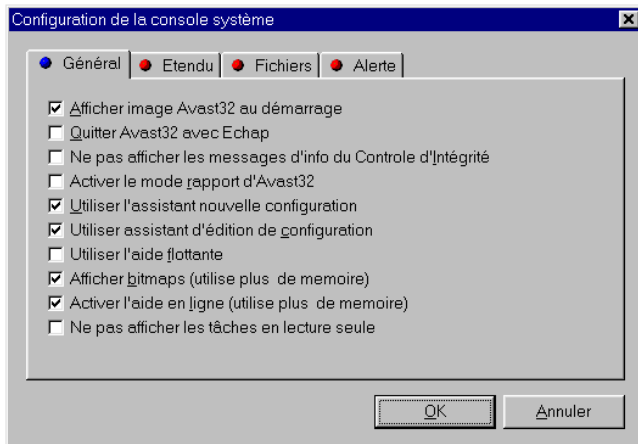 Configuration de la console système
Général Etendu Fichiers Alerte
Afficher image Avast32 au démarrage
Quitter Avast32 avec Echap
Ne pas afficher les messages d'info du Controle d'Intégrité
Activer le mode rapport d'Avast32
Utiliser l'assistant nouvelle configuration
Utiliser assistant d'édition de configuration
Utiliser l'aide flottante
Afficher bitmaps (utilise plus de memoire)
Activer l'aide en ligne (utilise plus de memoire)
Ne pas afficher les tâches en lecture seule
OK Annuler